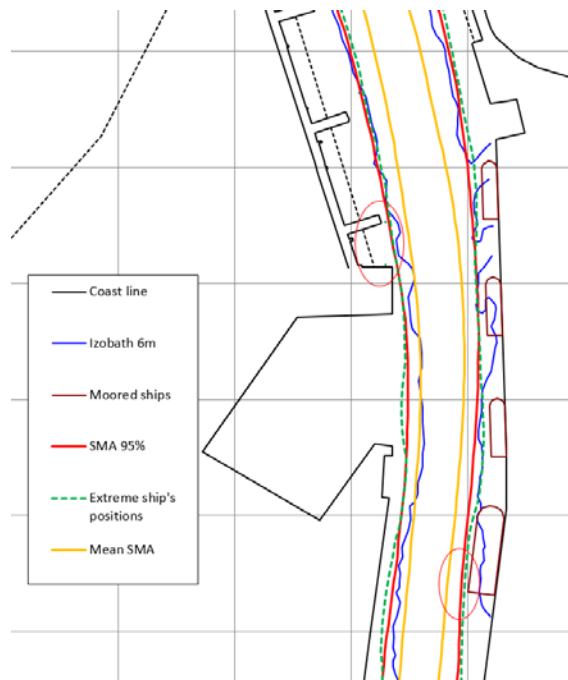 Coast line
Izobath 6m
Moored ships
SMA 95%
Extreme ship's
positions
Mean SMA